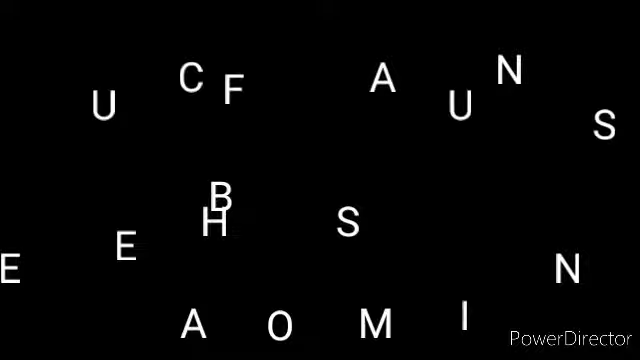 U C F A U N S
B
E E H S N
A O M I
PowerDirector